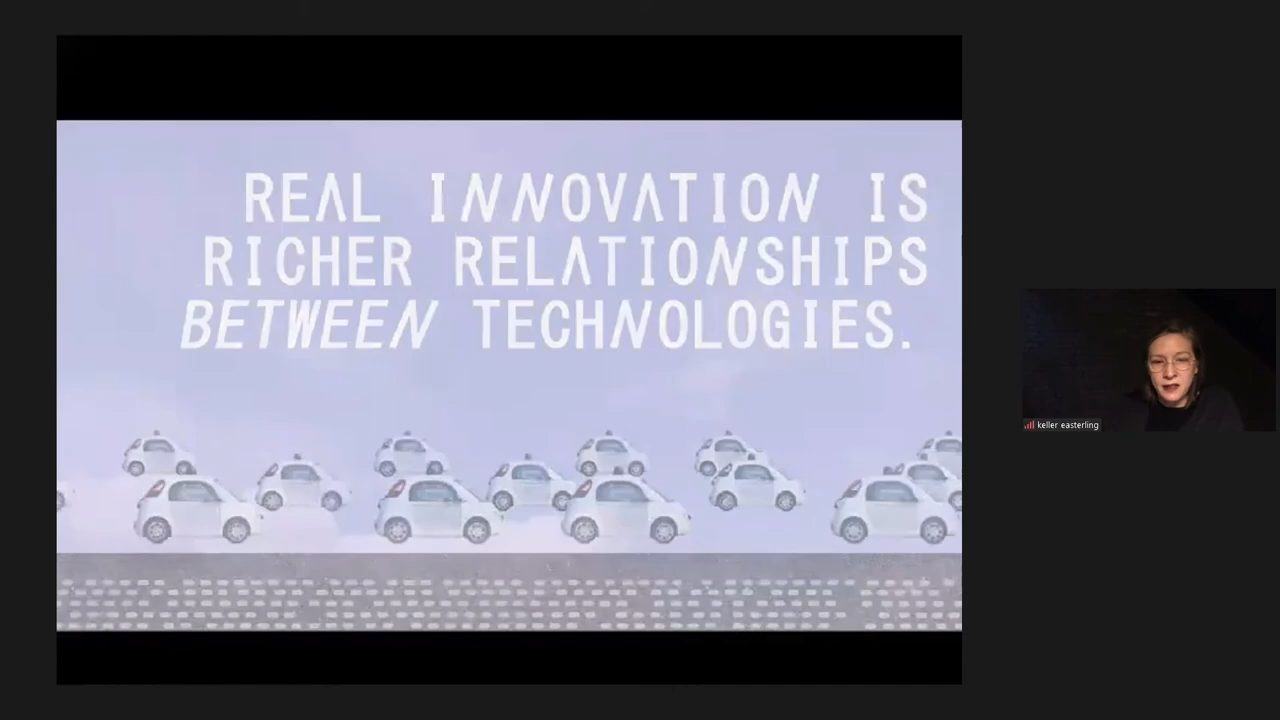 REAL INNOVATION IS
RICHER RELATIONSHIPS
BETWEEN TECHNOLOGIES.
keller easterling